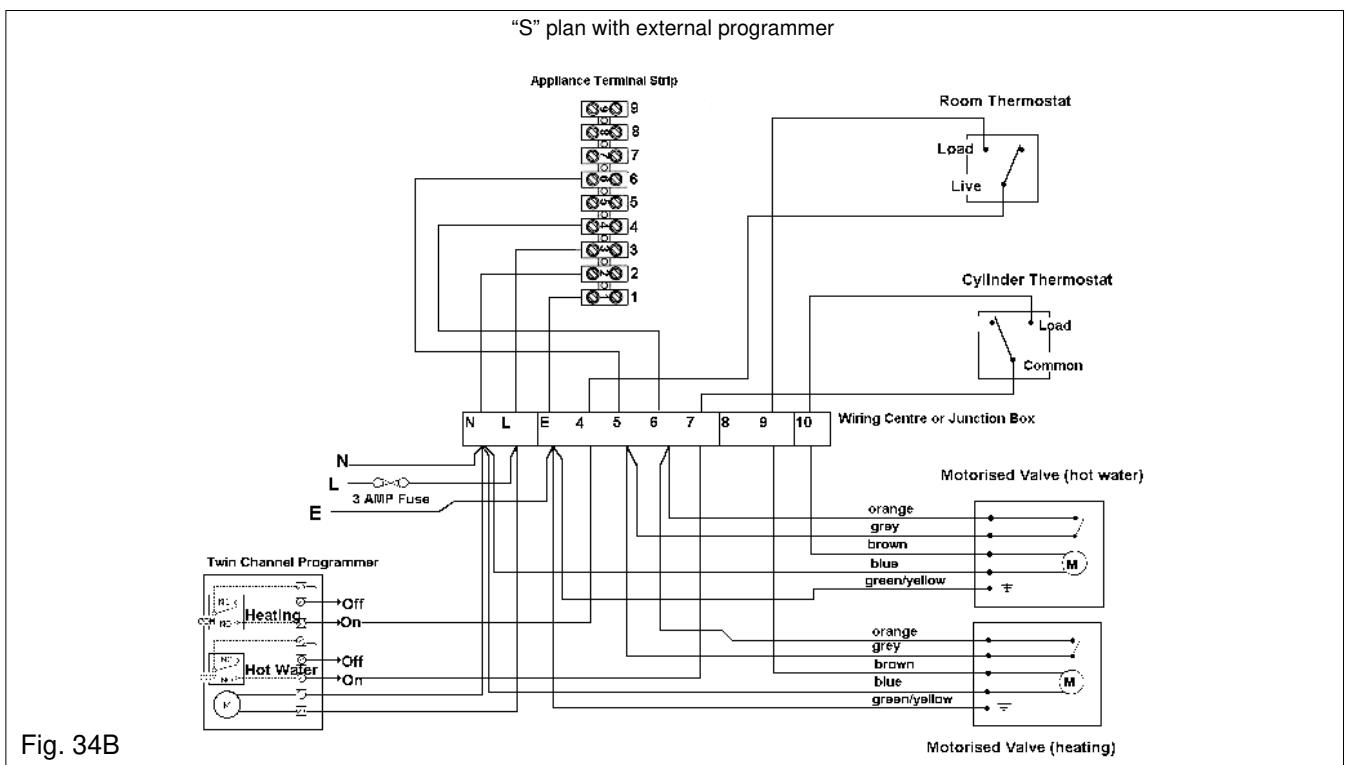 “S” plan with external programmer
Appliance Terminal Strip
9
8
7
6
5
4
3
2
1
Room Thermostat
Load
Live
Cylinder Thermostat
Load
Common
N L E 4 5 6 7 8 9 10
Wiring Centre or Junction Box
N
L
3 AMP Fuse
E
Motorised Valve (hot water)
orange
grey
brown
blue
green/yellow
M
Twin Channel Programmer
Heating
Off
On
COM
NO
Hot Water
Off
On
NC
M
orange
grey
brown
blue
green/yellow
M
Motorised Valve (heating)
Fig. 34B